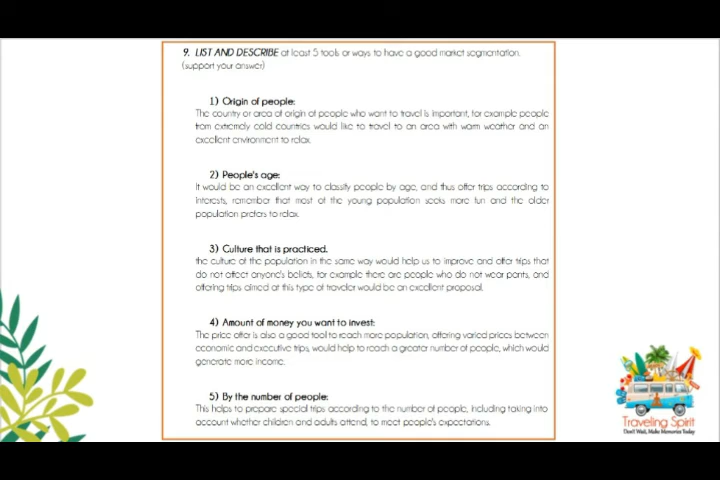 9. LIST AND DESCRIBE at least 5 tools or ways to have a good market segmentation.
(support your answer)
1) Origin of people:
The country or area of origin of people who want to travel is important, for example people
from extremely cold countries would like to travel to an area with warm weather and an
excellent environment to relax.
2) People's age:
It would be an excellent way to classify people by age, and thus offer trips according to
interests, remember that most of the young population seeks more fun and the older
population prefers to relax.
3) Culture that is practiced.
the culture of the population in the same way would help us to improve and offer trips that
do not affect anyone's beliefs, for example there are people who do not wear pants, and
offering trips aimed at this type of traveler would be an excellent proposal.
4) Amount of money you want to invest:
The price offer is also a good tool to reach more population, offering varied prices between
economic and executive trips, would help to reach a greater number of people, which would
generate more income.
5) By the number of people:
This helps to prepare special trips according to the number of people, including taking into
account whether children and adults attend, to meet people's expectations.
Traveling Spirit
Don't Wait, Make Memories Today